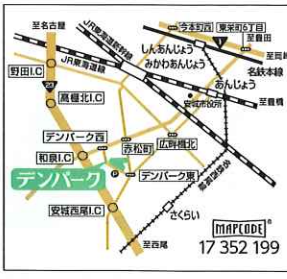 至名古屋
今本町西
東栄町6丁目
至豊田
しんあんじょう
みかわあんじょう
名鉄本線
JR東海道新幹線
JR東海道線
野田I.C
あんじょう
安城市役所
至豊橋
23
高棚北I.C
デンパーク西
広畔橋北
赤松町
和泉I.C
デンパーク
P
デンパーク東
安城西尾I.C
さくらい
至西尾
MAPCODE®
17 352 199